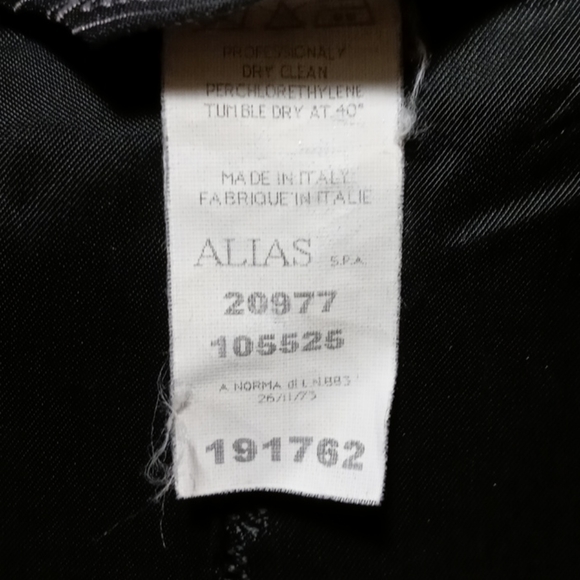 PROFESSIONALY
DRY CLEAN
PERCHLORETHYLENE
TUMBLE DRY AT 40°
MADE IN ITALY
FABRIQUE IN ITALIE
ALIAS S.P.A.
20977
105525
A NORMA di L.N.883
26/11/73
191762